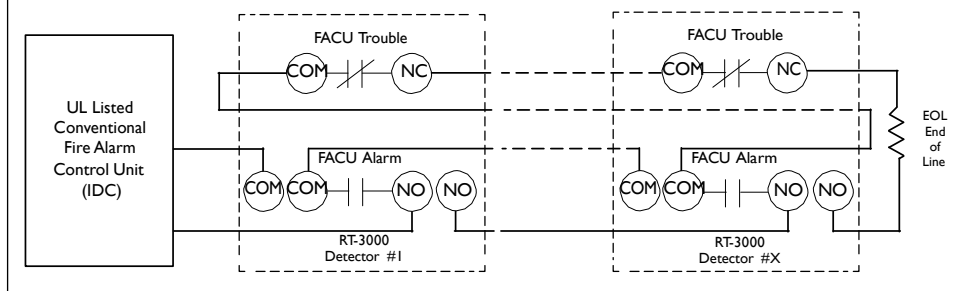 FACU Trouble
COM
NC
FACU Trouble
COM
NC
UL Listed
Conventional
Fire Alarm
Control Unit
(IDC)
EOL
End
of
Line
FACU Alarm
COM
COM
NO
NO
FACU Alarm
COM
COM
NO
NO
RT-3000
Detector #1
RT-3000
Detector #X